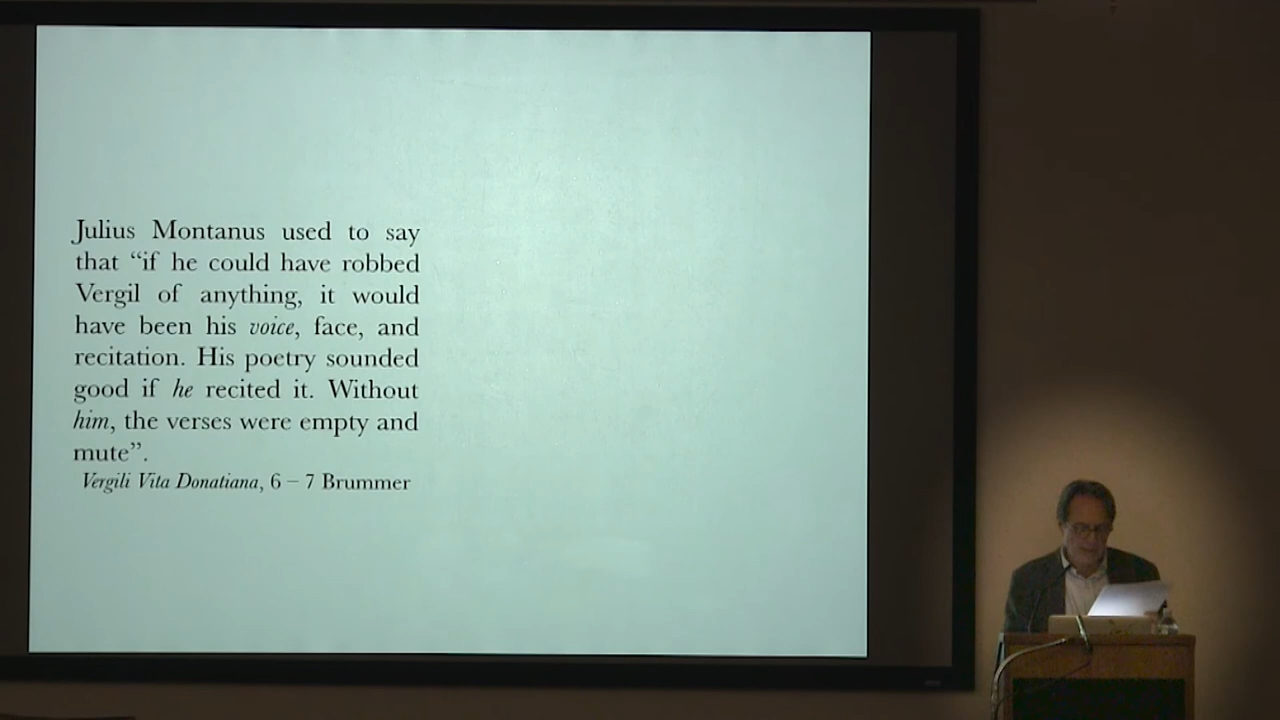 Julius Montanus used to say
that “if he could have robbed
Vergil of anything, it would
have been his voice, face, and
recitation. His poetry sounded
good if he recited it. Without
him, the verses were empty and
mute”.
Vergili Vita Donatiana, 6 – 7 Brummer